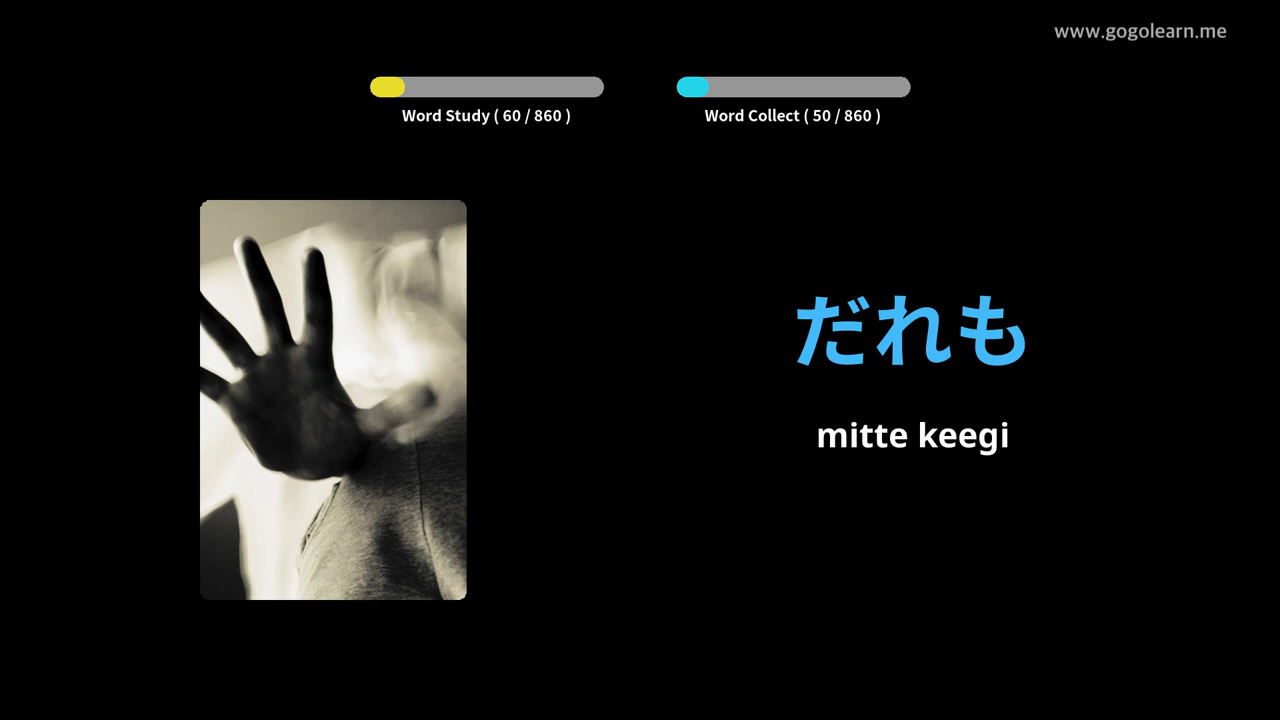 www.gogolearn.me
Word Study ( 60 / 860 )
Word Collect ( 50 / 860 )
だれも
mitte keegi